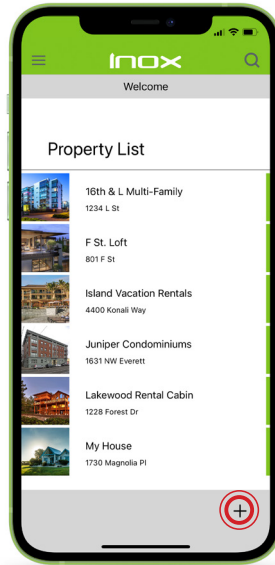 INOX
Welcome
Property List
16th & L Multi-Family
1234 L St
F St. Loft
801 F St
Island Vacation Rentals
4400 Konali Way
Juniper Condominiums
1631 NW Everett
Lakewood Rental Cabin
1228 Forest Dr
My House
1730 Magnolia Pl
+